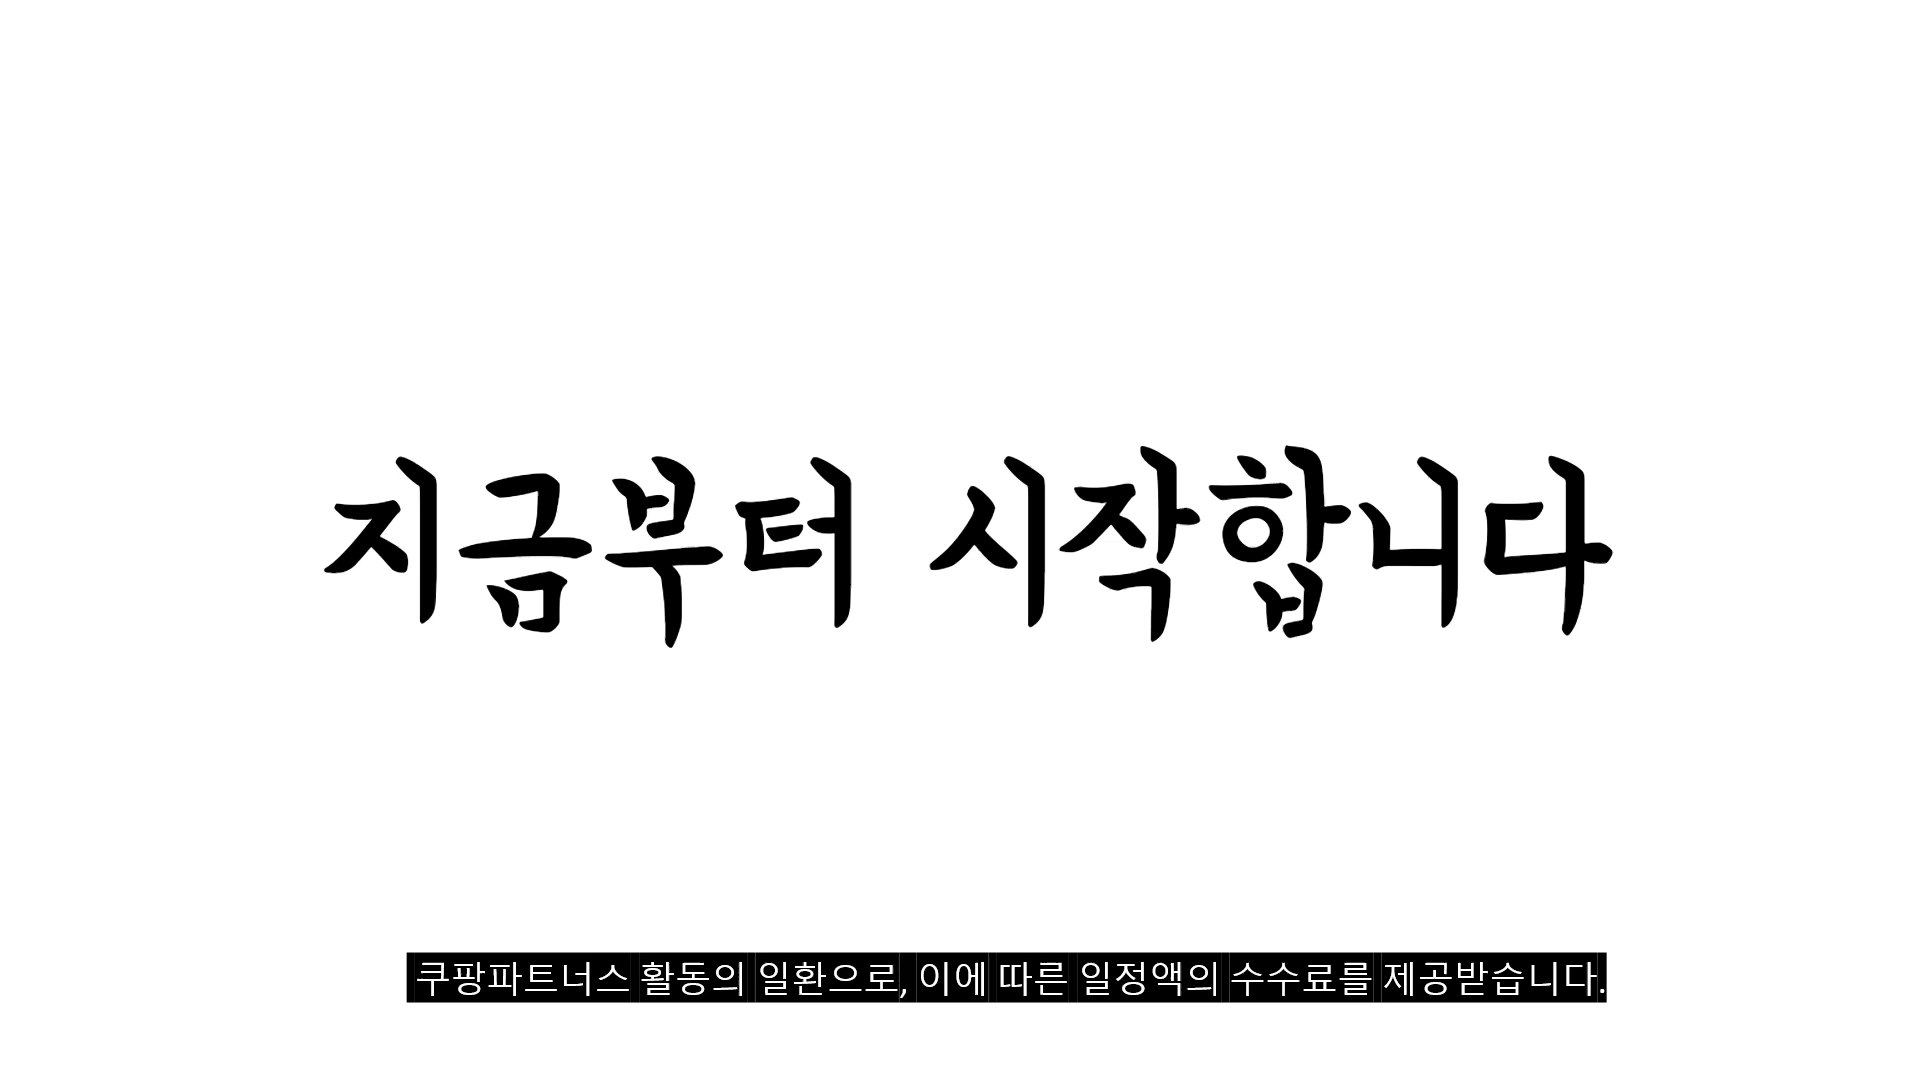 지금부터 시작합니다
쿠팡파트너스 활동의 일환으로, 이에 따른 일정액의 수수료를 제공받습니다.